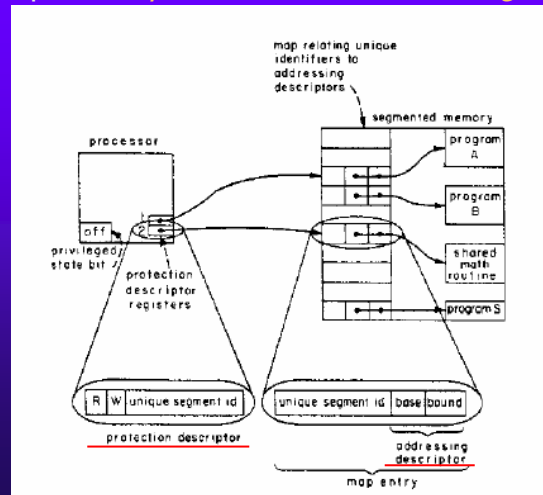 map relating unique
identifiers to
addressing
descriptors
segmented memory
processor
program
A
program
B
1
2
off
privileged
state bit
protection
descriptor
registers
shared
math
routine
program S
R W unique segment id
unique segment id base bound
protection descriptor
addressing
descriptor
map entry